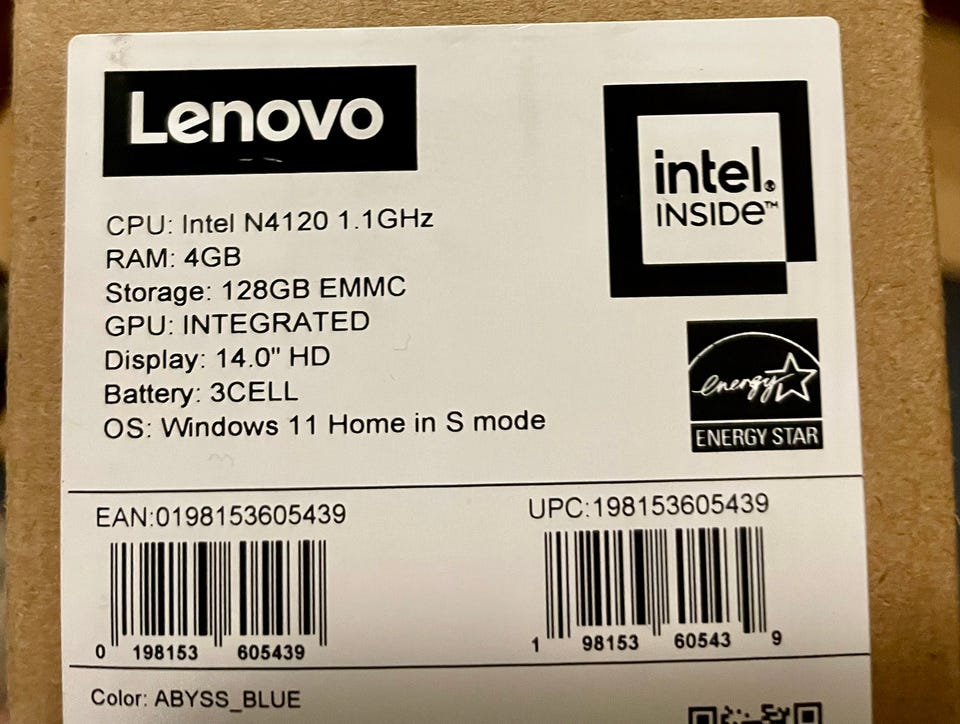 Lenovo
intel.®
INSIDE™
CPU: Intel N4120 1.1GHz
RAM: 4GB
Storage: 128GB EMMC
GPU: INTEGRATED
Display: 14.0" HD
Battery: 3CELL
OS: Windows 11 Home in S mode
energy
ENERGY STAR
EAN:0198153605439
0 198153 605439
UPC:198153605439
1 98153 60543 9
Color: ABYSS_BLUE